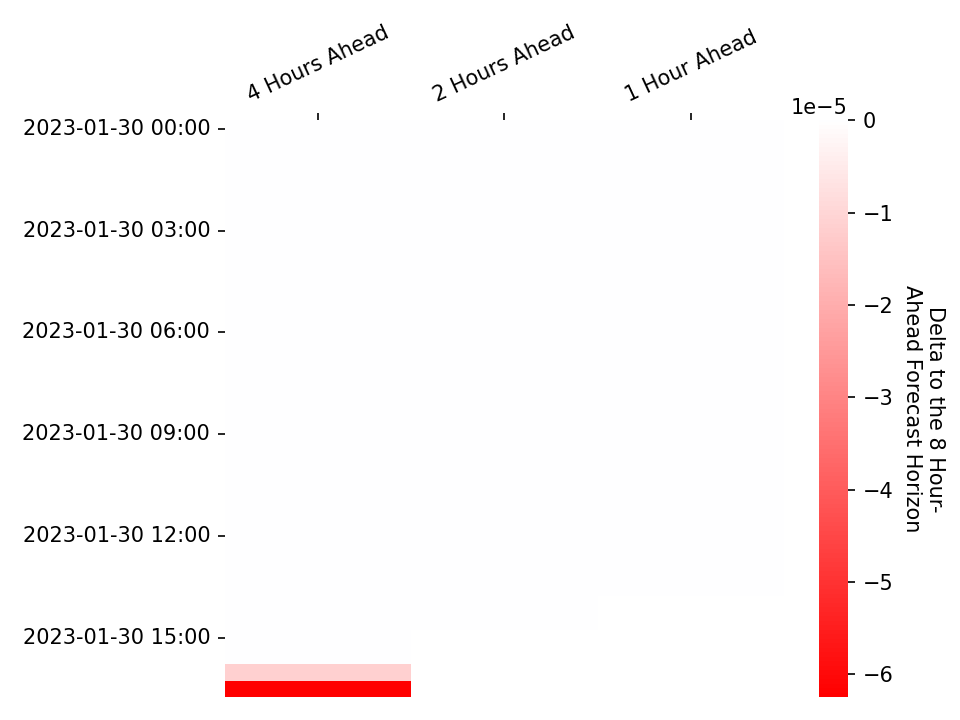 4 Hours Ahead
2 Hours Ahead
1 Hour Ahead
2023-01-30 00:00
2023-01-30 03:00
2023-01-30 06:00
2023-01-30 09:00
2023-01-30 12:00
2023-01-30 15:00
1e−5
0
−1
−2
−3
−4
−5
−6
Delta to the 8 Hour-
Ahead Forecast Horizon